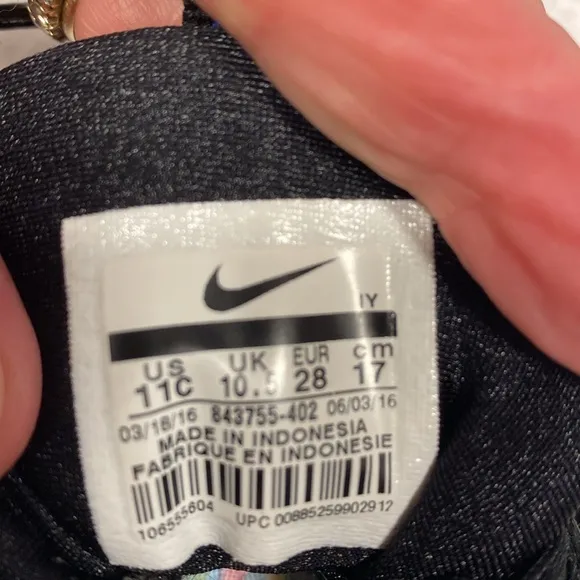 IY
US UK EUR cm
11C 10.5 28 17
03/16/16 843755-402 06/03/16
MADE IN INDONESIA
FABRIQUE EN INDONESIE
106555604 UPC 00885259902912